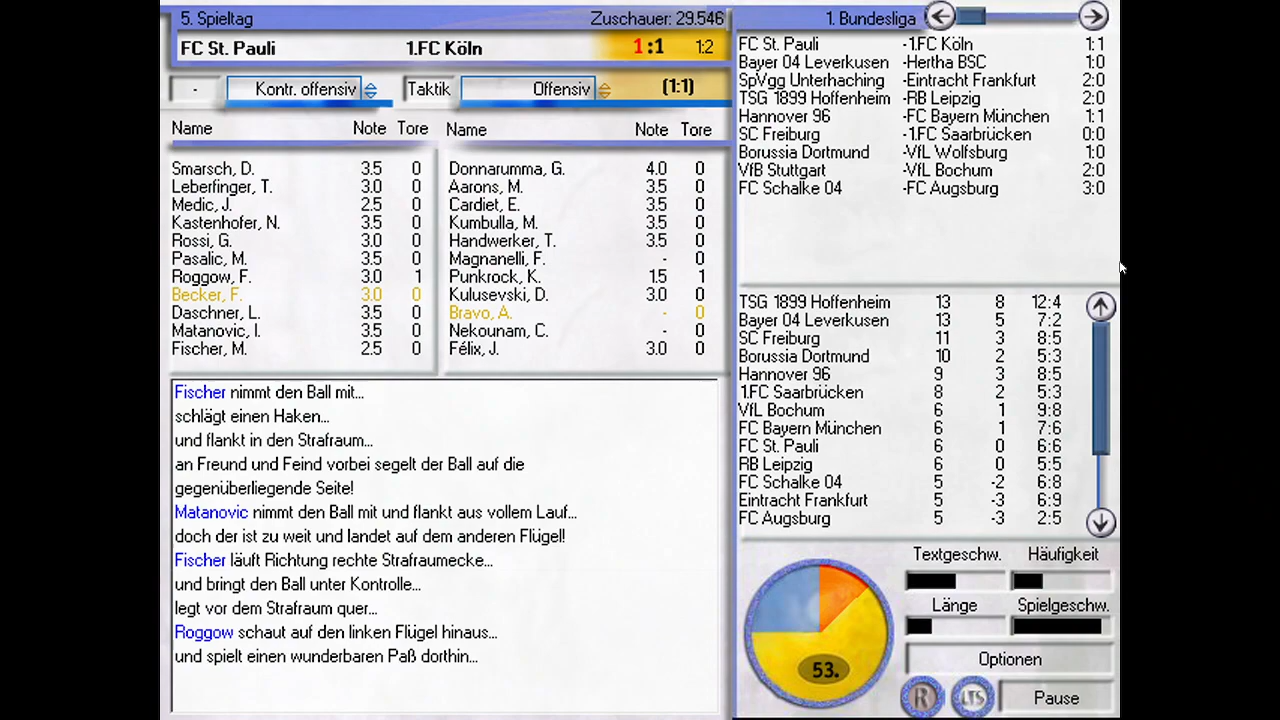 5. Spieltag Zuschauer: 29.546
FC St. Pauli 1.FC Köln 1:1 1:2
- Kontr. offensiv Taktik Offensiv (1:1)
Name Note Tore Name Note Tore
Smarsch, D. 3.5 0 Donnarumma, G. 4.0 0
Leberfinger, T. 3.0 0 Aarons, M. 3.5 0
Medic, J. 2.5 0 Cardiet, E. 3.5 0
Kastenhofer, N. 3.5 0 Kumbulla, M. 3.5 0
Rossi, G. 3.0 0 Handwerker, T. 3.5 0
Pasalic, M. 3.5 0 Magnanelli, F. - 0
Roggow, F. 3.0 1 Punkrock, K. 1.5 1
Becker, F. 3.0 0 Kulusevski, D. 3.0 0
Daschner, L. 3.5 0 Bravo, A. - 0
Matanovic, I. 3.5 0 Nekounam, C. - 0
Fischer, M. 2.5 0 Félix, J. 3.0 0
Fischer nimmt den Ball mit...
schlägt einen Haken...
und flankt in den Strafraum...
an Freund und Feind vorbei segelt der Ball auf die
gegenüberliegende Seite!
Matanovic nimmt den Ball mit und flankt aus vollem Lauf...
doch der ist zu weit und landet auf dem anderen Flügel!
Fischer läuft Richtung rechte Strafraumecke...
und bringt den Ball unter Kontrolle...
legt vor dem Strafraum quer...
Roggow schaut auf den linken Flügel hinaus...
und spielt einen wunderbaren Paß dorthin...
1. Bundesliga
FC St. Pauli -1.FC Köln 1:1
Bayer 04 Leverkusen -Hertha BSC 1:0
SpVgg Unterhaching -Eintracht Frankfurt 2:0
TSG 1899 Hoffenheim -RB Leipzig 2:0
Hannover 96 -FC Bayern München 1:1
SC Freiburg -1.FC Saarbrücken 0:0
Borussia Dortmund -VfL Wolfsburg 1:0
VfB Stuttgart -VfL Bochum 2:0
FC Schalke 04 -FC Augsburg 3:0
TSG 1899 Hoffenheim 13 8 12:4
Bayer 04 Leverkusen 13 5 7:2
SC Freiburg 11 3 8:5
Borussia Dortmund 10 2 5:3
Hannover 96 9 3 8:5
1.FC Saarbrücken 8 2 5:3
VfL Bochum 6 1 9:8
FC Bayern München 6 1 7:6
FC St. Pauli 6 0 6:6
RB Leipzig 6 0 5:5
FC Schalke 04 5 -2 6:8
Eintracht Frankfurt 5 -3 6:9
FC Augsburg 5 -3 2:5
Textgeschw. Häufigkeit
Länge Spielgeschw.
53.
Optionen
R LTS Pause